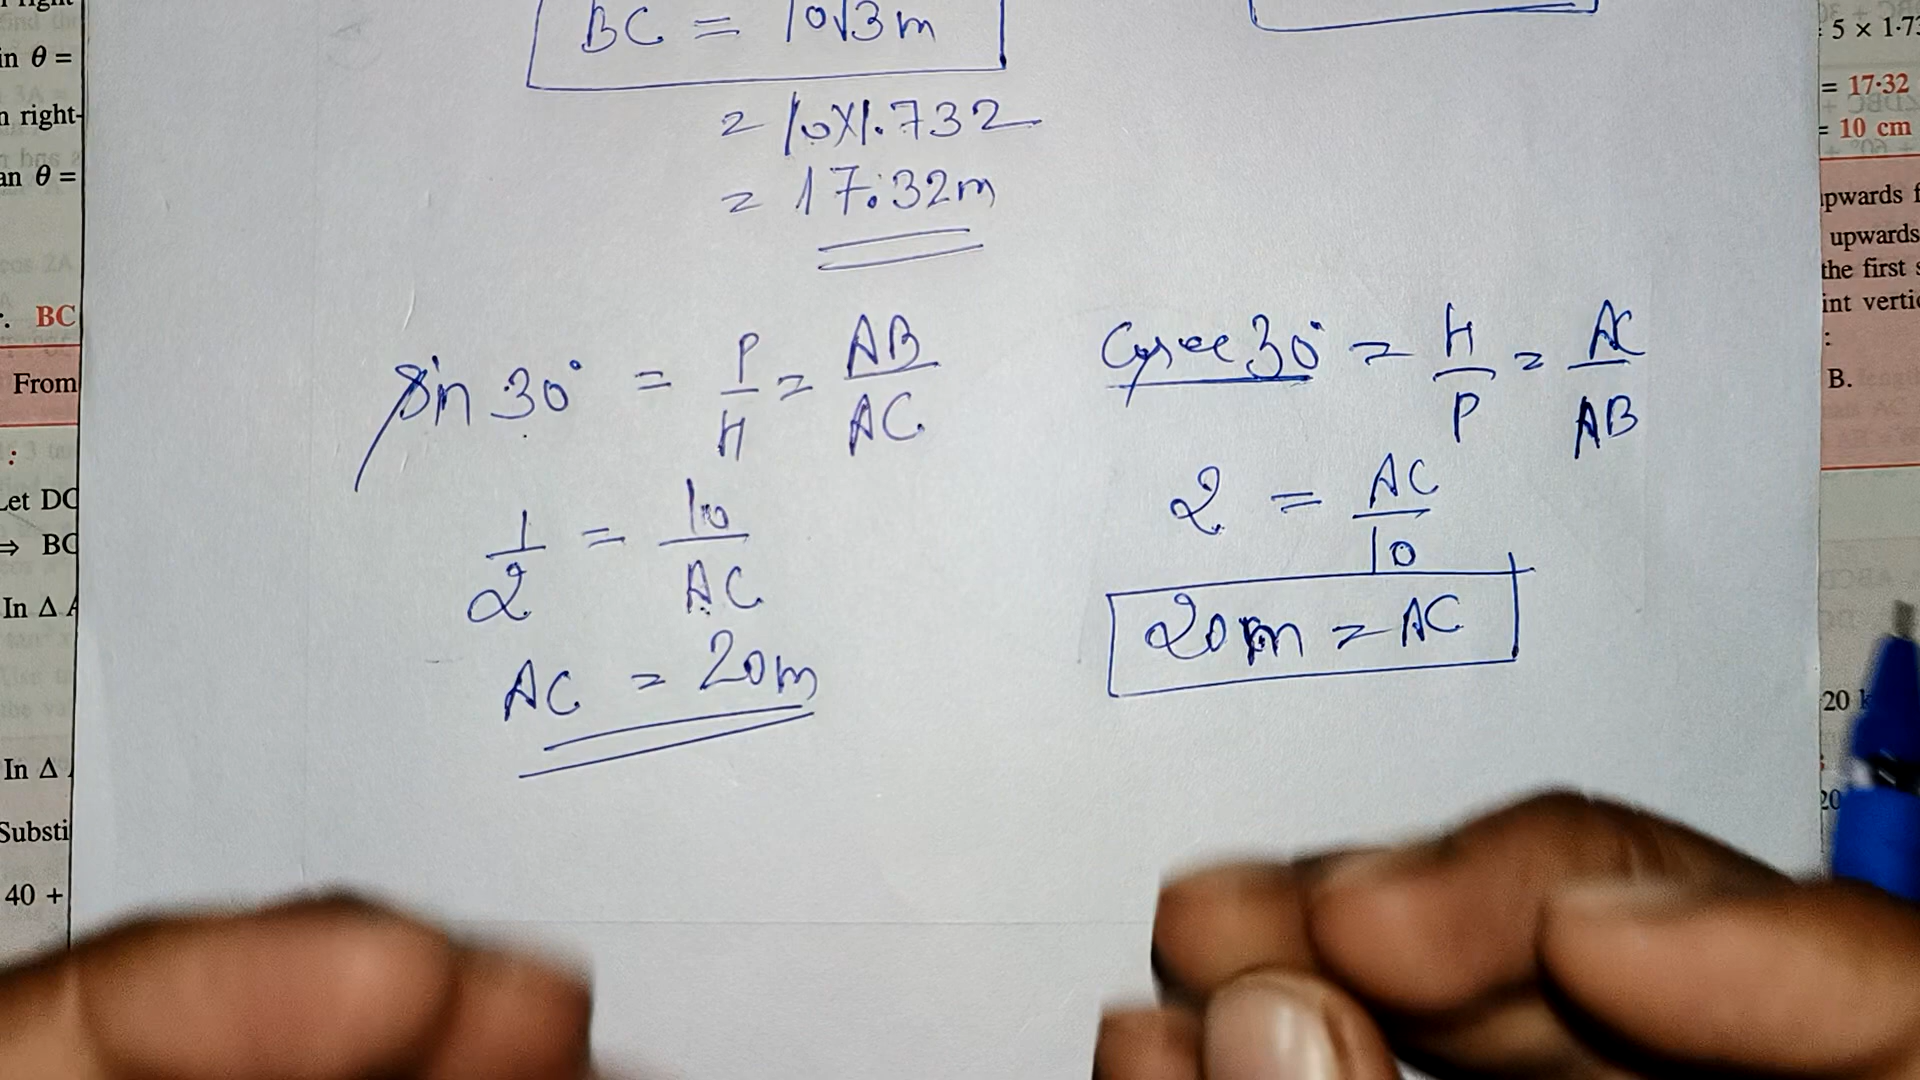 BC = 10√3 m
= 10×1.732
= 17.32m
sin 30° = P/H = AB/AC
1/2 = 10/AC
AC = 20m
Cosec 30° = H/P = AC/AB
2 = AC/10
20m = AC
in θ =
n right-
an θ =
∴ BC
From
:
Let DC
⇒ BC
In Δ A
In Δ
Substi
40 +
5 × 1·73
= 17·32
= 10 cm
upwards f
upwards
the first s
int vertic
:
B.
20 k
20